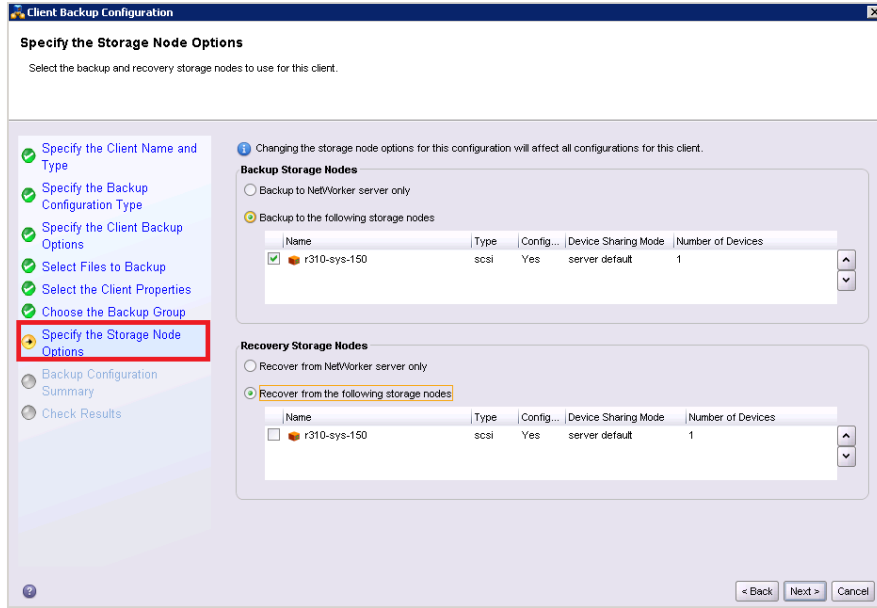 Client Backup Configuration
Specify the Storage Node Options
Select the backup and recovery storage nodes to use for this client.
Specify the Client Name and
Type
Specify the Backup
Configuration Type
Specify the Client Backup
Options
Select Files to Backup
Select the Client Properties
Choose the Backup Group
Specify the Storage Node
Options
Backup Configuration
Summary
Check Results
Changing the storage node options for this configuration will affect all configurations for this client.
Backup Storage Nodes
Backup to NetWorker server only
Backup to the following storage nodes
Name Type Config... Device Sharing Mode Number of Devices
r310-sys-150 scsi Yes server default 1
Recovery Storage Nodes
Recover from NetWorker server only
Recover from the following storage nodes
Name Type Config... Device Sharing Mode Number of Devices
r310-sys-150 scsi Yes server default 1
< Back Next > Cancel